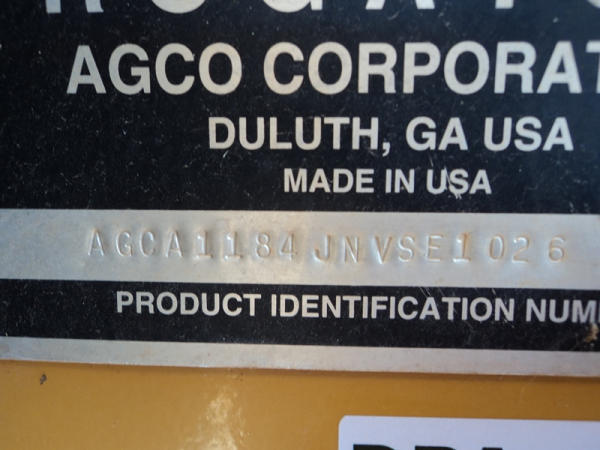 AGCO CORPORAT
DULUTH, GA USA
MADE IN USA
AGCA1184JNVSE1026
PRODUCT IDENTIFICATION NUM